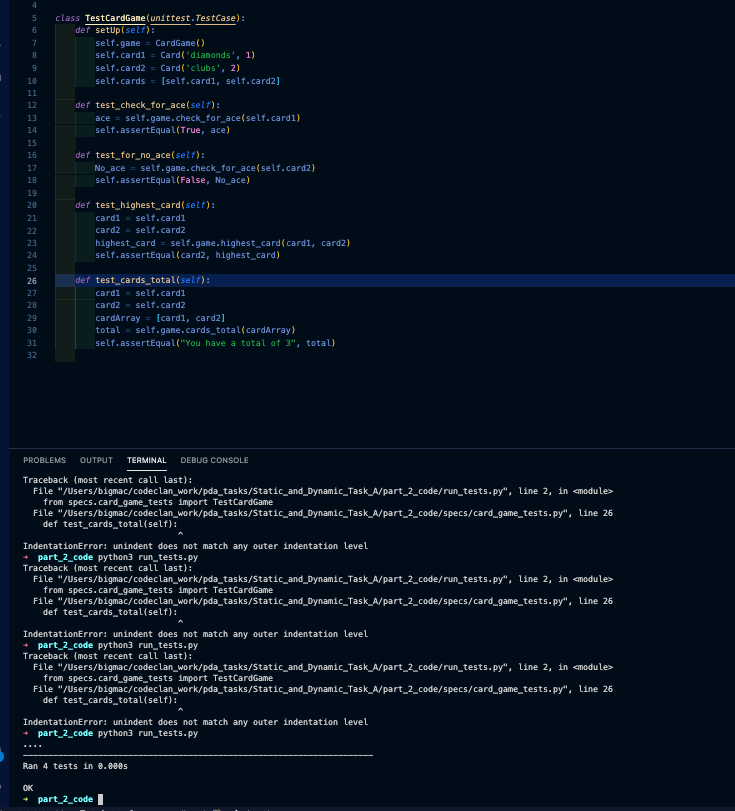 4
5 class TestCardGame(unittest.TestCase):
6 def setUp(self):
7 self.game = CardGame()
8 self.card1 = Card('diamonds', 1)
9 self.card2 = Card('clubs', 2)
10 self.cards = [self.card1, self.card2]
11
12 def test_check_for_ace(self):
13 ace = self.game.check_for_ace(self.card1)
14 self.assertEqual(True, ace)
15
16 def test_for_no_ace(self):
17 No_ace = self.game.check_for_ace(self.card2)
18 self.assertEqual(False, No_ace)
19
20 def test_highest_card(self):
21 card1 = self.card1
22 card2 = self.card2
23 highest_card = self.game.highest_card(card1, card2)
24 self.assertEqual(card2, highest_card)
25
26 def test_cards_total(self):
27 card1 = self.card1
28 card2 = self.card2
29 cardArray = [card1, card2]
30 total = self.game.cards_total(cardArray)
31 self.assertEqual("You have a total of 3", total)
32
PROBLEMS OUTPUT TERMINAL DEBUG CONSOLE
Traceback (most recent call last):
File "/Users/bigmac/codeclan_work/pda_tasks/Static_and_Dynamic_Task_A/part_2_code/run_tests.py", line 2, in <module>
from specs.card_game_tests import TestCardGame
File "/Users/bigmac/codeclan_work/pda_tasks/Static_and_Dynamic_Task_A/part_2_code/specs/card_game_tests.py", line 26
def test_cards_total(self):
^
IndentationError: unindent does not match any outer indentation level
→ part_2_code python3 run_tests.py
Traceback (most recent call last):
File "/Users/bigmac/codeclan_work/pda_tasks/Static_and_Dynamic_Task_A/part_2_code/run_tests.py", line 2, in <module>
from specs.card_game_tests import TestCardGame
File "/Users/bigmac/codeclan_work/pda_tasks/Static_and_Dynamic_Task_A/part_2_code/specs/card_game_tests.py", line 26
def test_cards_total(self):
^
IndentationError: unindent does not match any outer indentation level
→ part_2_code python3 run_tests.py
Traceback (most recent call last):
File "/Users/bigmac/codeclan_work/pda_tasks/Static_and_Dynamic_Task_A/part_2_code/run_tests.py", line 2, in <module>
from specs.card_game_tests import TestCardGame
File "/Users/bigmac/codeclan_work/pda_tasks/Static_and_Dynamic_Task_A/part_2_code/specs/card_game_tests.py", line 26
def test_cards_total(self):
^
IndentationError: unindent does not match any outer indentation level
→ part_2_code python3 run_tests.py
....
----------------------------------------------------------------------
Ran 4 tests in 0.000s

OK
→ part_2_code